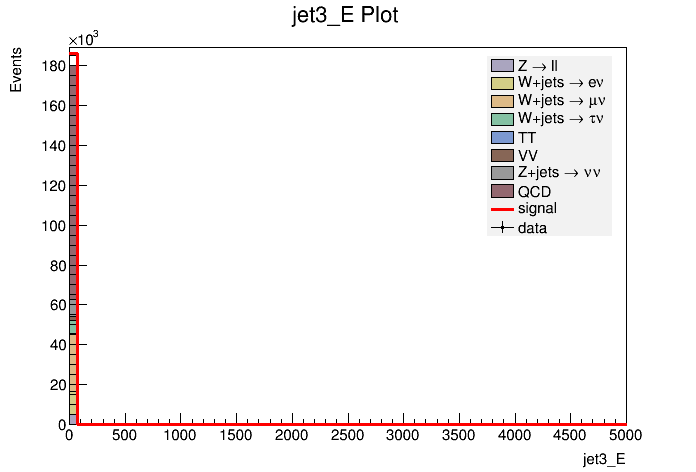 jet3_E Plot
×10³
Events
180
160
140
120
100
80
60
40
20
0
0 500 1000 1500 2000 2500 3000 3500 4000 4500 5000
jet3_E
Z → ll
W+jets → eν
W+jets → μν
W+jets → τν
TT
VV
Z+jets → νν
QCD
signal
data